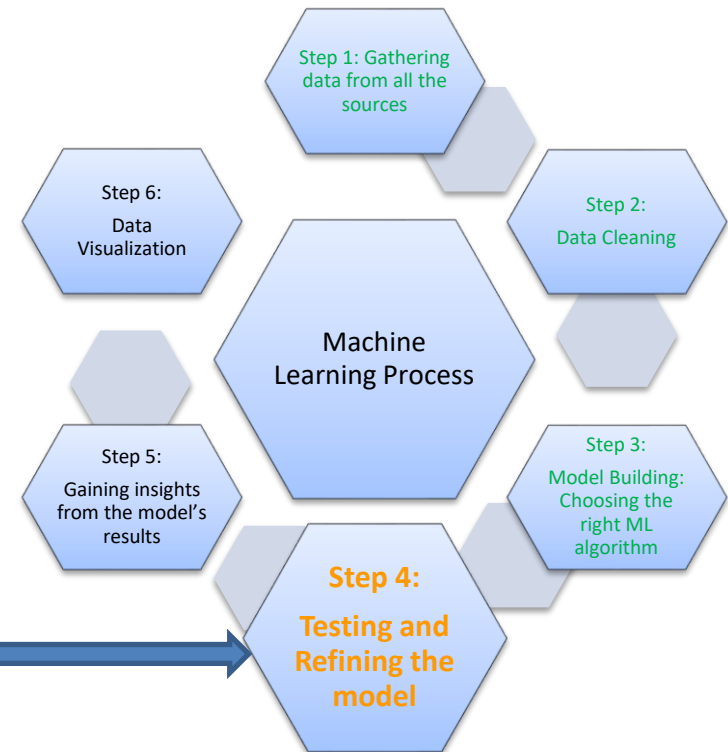 Step 1: Gathering
data from all the
sources
Step 2:
Data Cleaning
Step 3:
Model Building:
Choosing the
right ML
algorithm
Step 4:
Testing and
Refining the
model
Step 5:
Gaining insights
from the model’s
results
Step 6:
Data
Visualization
Machine
Learning Process